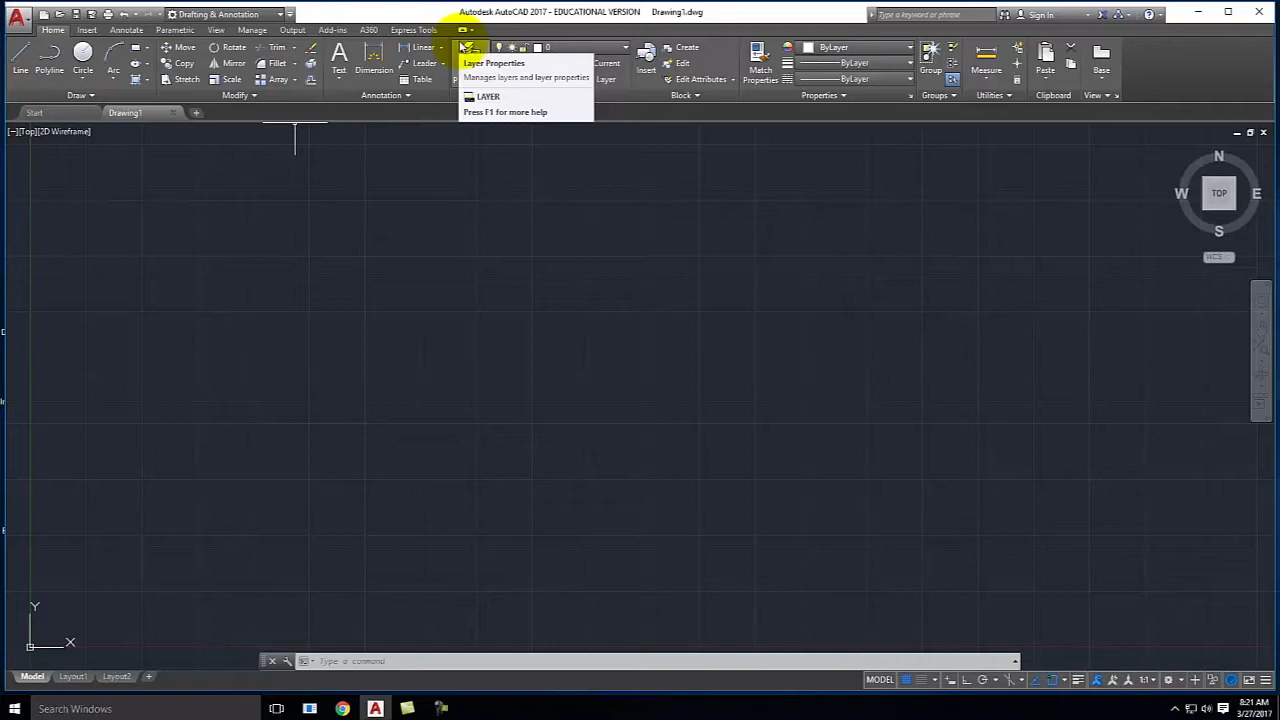 Drafting & Annotation
Autodesk AutoCAD 2017 - EDUCATIONAL VERSION Drawing1.dwg
Type a keyword or phrase
Sign In
Home Insert Annotate Parametric View Manage Output Add-ins A360 Express Tools
Line Polyline Circle Arc
Move
Rotate
Trim
Copy
Mirror
Fillet
Stretch
Scale
Array
Text
Dimension
Linear
Leader
Table
0
Current
Layer
Insert
Create
Edit
Edit Attributes
Match
Properties
ByLayer
ByLayer
ByLayer
Group
Measure
Paste
Base
Draw Modify Annotation Block Properties Groups Utilities Clipboard View
Layer Properties
Manages layers and layer properties
LAYER
Press F1 for more help
Start Drawing1
[−][Top][2D Wireframe]
N
W TOP E
S
WCS
Y
X
Type a command
Model Layout1 Layout2 +
MODEL
1:1
Search Windows
8:21 AM
3/27/2017